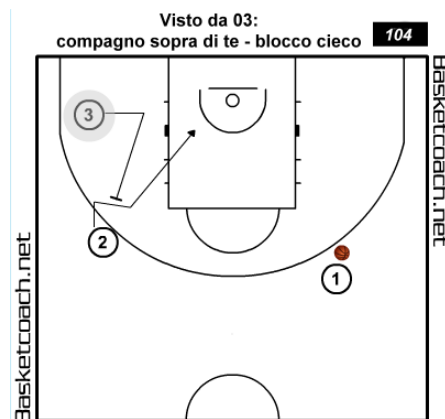 Visto da 03:
compagno sopra di te - blocco cieco
104
3
2
1
Basketcoach.net
Basketcoach.net